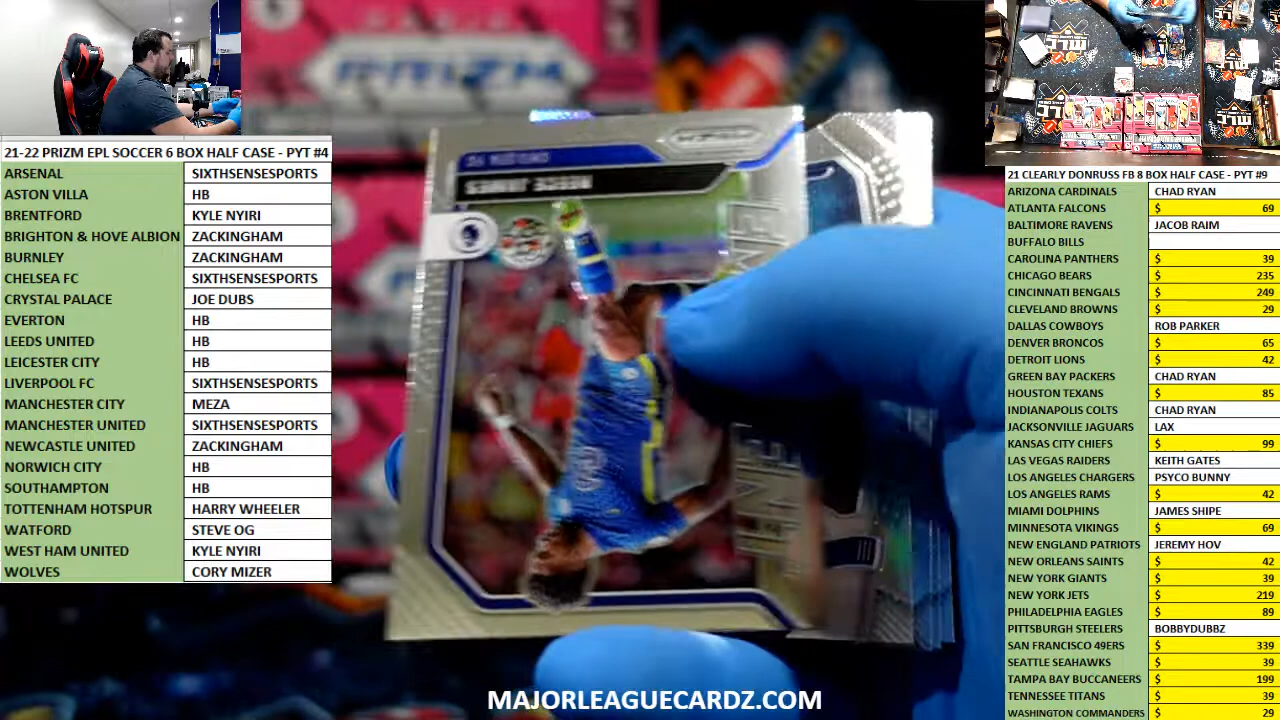 21-22 PRIZM EPL SOCCER 6 BOX HALF CASE - PYT #4
ARSENAL SIXTHSENSESPORTS
ASTON VILLA HB
BRENTFORD KYLE NYIRI
BRIGHTON & HOVE ALBION ZACKINGHAM
BURNLEY ZACKINGHAM
CHELSEA FC SIXTHSENSESPORTS
CRYSTAL PALACE JOE DUBS
EVERTON HB
LEEDS UNITED HB
LEICESTER CITY HB
LIVERPOOL FC SIXTHSENSESPORTS
MANCHESTER CITY MEZA
MANCHESTER UNITED SIXTHSENSESPORTS
NEWCASTLE UNITED ZACKINGHAM
NORWICH CITY HB
SOUTHAMPTON HB
TOTTENHAM HOTSPUR HARRY WHEELER
WATFORD STEVE OG
WEST HAM UNITED KYLE NYIRI
WOLVES CORY MIZER
PRIZM
REECE JAMES
MAJORLEAGUECARDZ.COM
21 CLEARLY DONRUSS FB 8 BOX HALF CASE - PYT #9
ARIZONA CARDINALS CHAD RYAN
ATLANTA FALCONS $ 69
BALTIMORE RAVENS JACOB RAIM
BUFFALO BILLS
CAROLINA PANTHERS $ 39
CHICAGO BEARS $ 235
CINCINNATI BENGALS $ 249
CLEVELAND BROWNS $ 29
DALLAS COWBOYS ROB PARKER
DENVER BRONCOS $ 65
DETROIT LIONS $ 42
GREEN BAY PACKERS CHAD RYAN
HOUSTON TEXANS $ 85
INDIANAPOLIS COLTS CHAD RYAN
JACKSONVILLE JAGUARS LAX
KANSAS CITY CHIEFS $ 99
LAS VEGAS RAIDERS KEITH GATES
LOS ANGELES CHARGERS PSYCO BUNNY
LOS ANGELES RAMS $ 42
MIAMI DOLPHINS JAMES SHIPE
MINNESOTA VIKINGS $ 69
NEW ENGLAND PATRIOTS JEREMY HOV
NEW ORLEANS SAINTS $ 42
NEW YORK GIANTS $ 39
NEW YORK JETS $ 219
PHILADELPHIA EAGLES $ 89
PITTSBURGH STEELERS BOBBYDUBBZ
SAN FRANCISCO 49ERS $ 339
SEATTLE SEAHAWKS $ 39
TAMPA BAY BUCCANEERS $ 199
TENNESSEE TITANS $ 39
WASHINGTON COMMANDERS $ 29